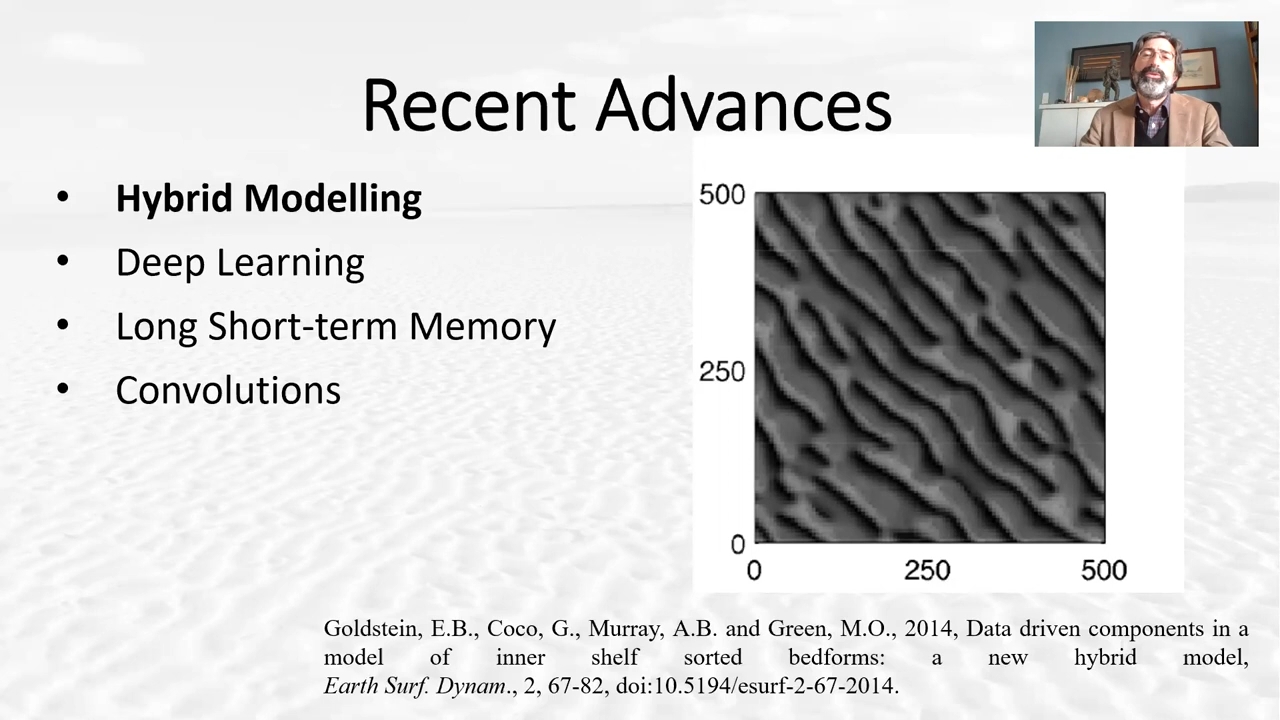 Recent Advances
• Hybrid Modelling
• Deep Learning
• Long Short-term Memory
• Convolutions
500
250
0
0 250 500
Goldstein, E.B., Coco, G., Murray, A.B. and Green, M.O., 2014, Data driven components in a
model of inner shelf sorted bedforms: a new hybrid model,
Earth Surf. Dynam., 2, 67-82, doi:10.5194/esurf-2-67-2014.